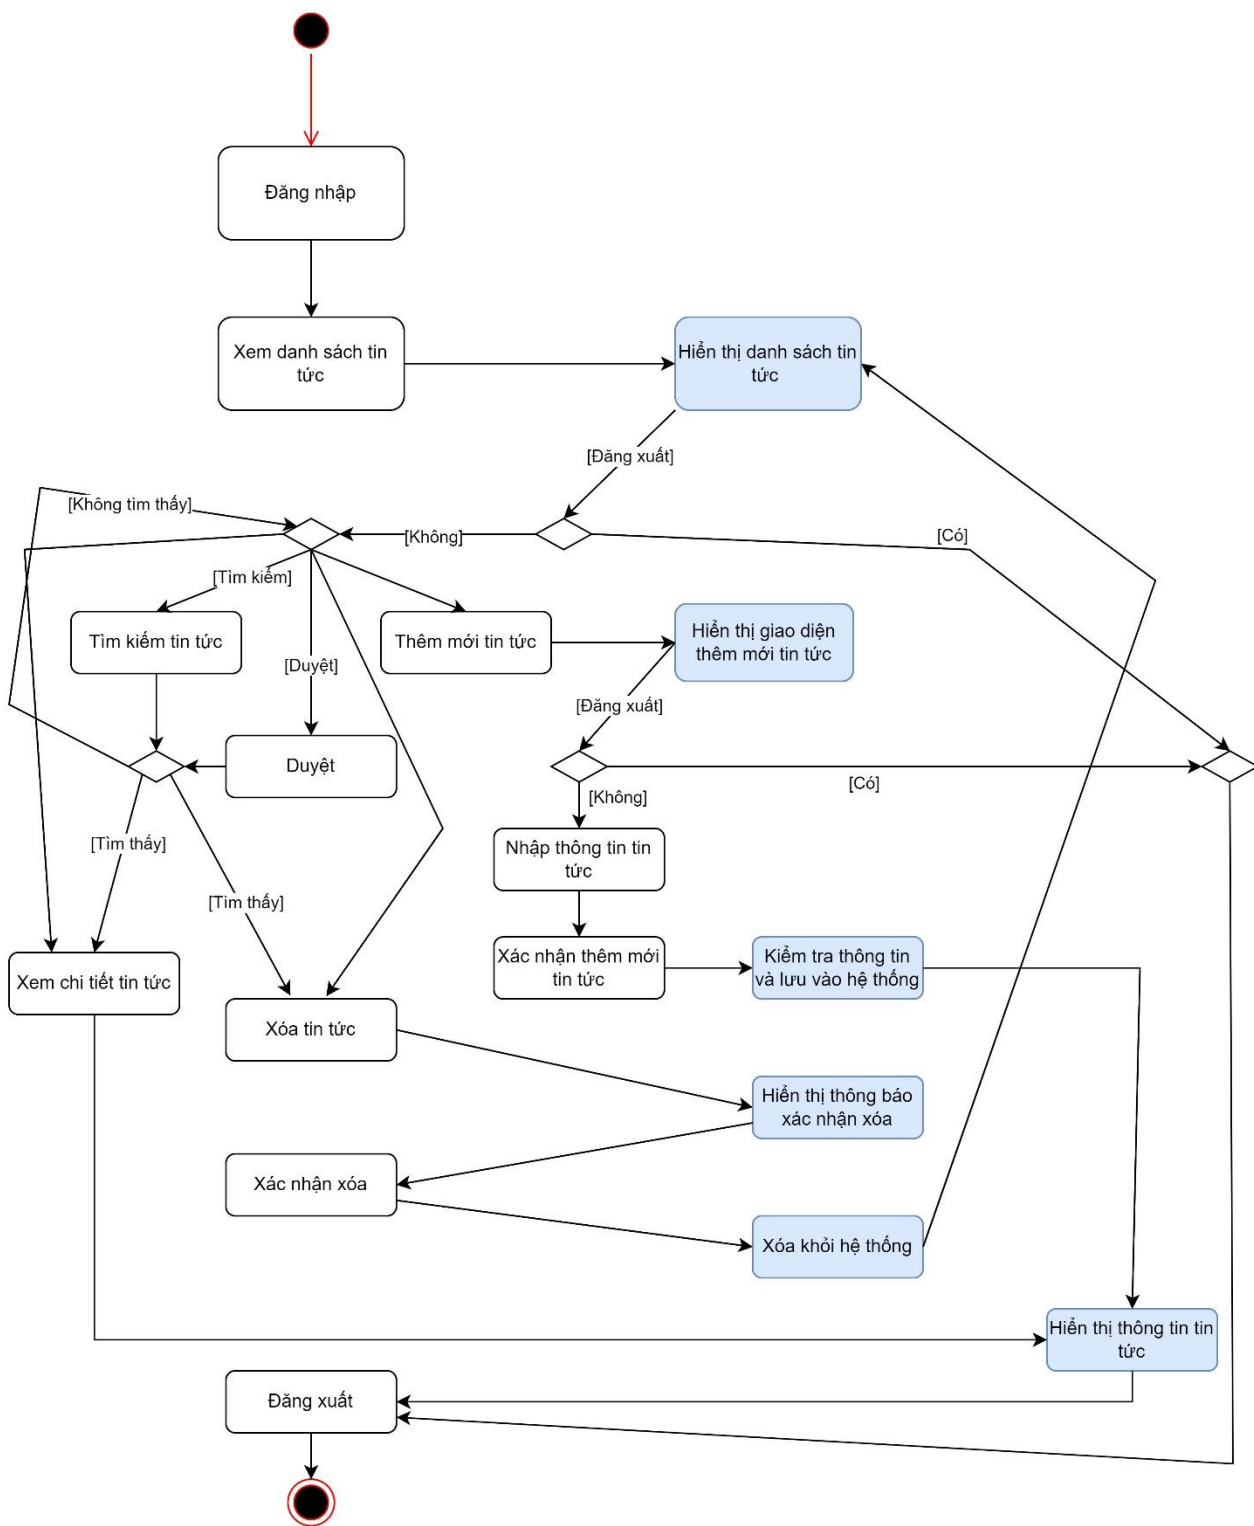 Đăng nhập
Xem danh sách tin
tức
Hiển thị danh sách tin
tức
[Đăng xuất]
[Không tìm thấy]
[Không]
[Có]
[Tìm kiếm]
Tìm kiếm tin tức
[Duyệt]
Thêm mới tin tức
Hiển thị giao diện
thêm mới tin tức
[Đăng xuất]
Duyệt
[Có]
[Không]
[Tìm thấy]
[Tìm thấy]
Nhập thông tin tin
tức
Xem chi tiết tin tức
Xác nhận thêm mới
tin tức
Kiểm tra thông tin
và lưu vào hệ thống
Xóa tin tức
Hiển thị thông báo
xác nhận xóa
Xác nhận xóa
Xóa khỏi hệ thống
Hiển thị thông tin tin
tức
Đăng xuất